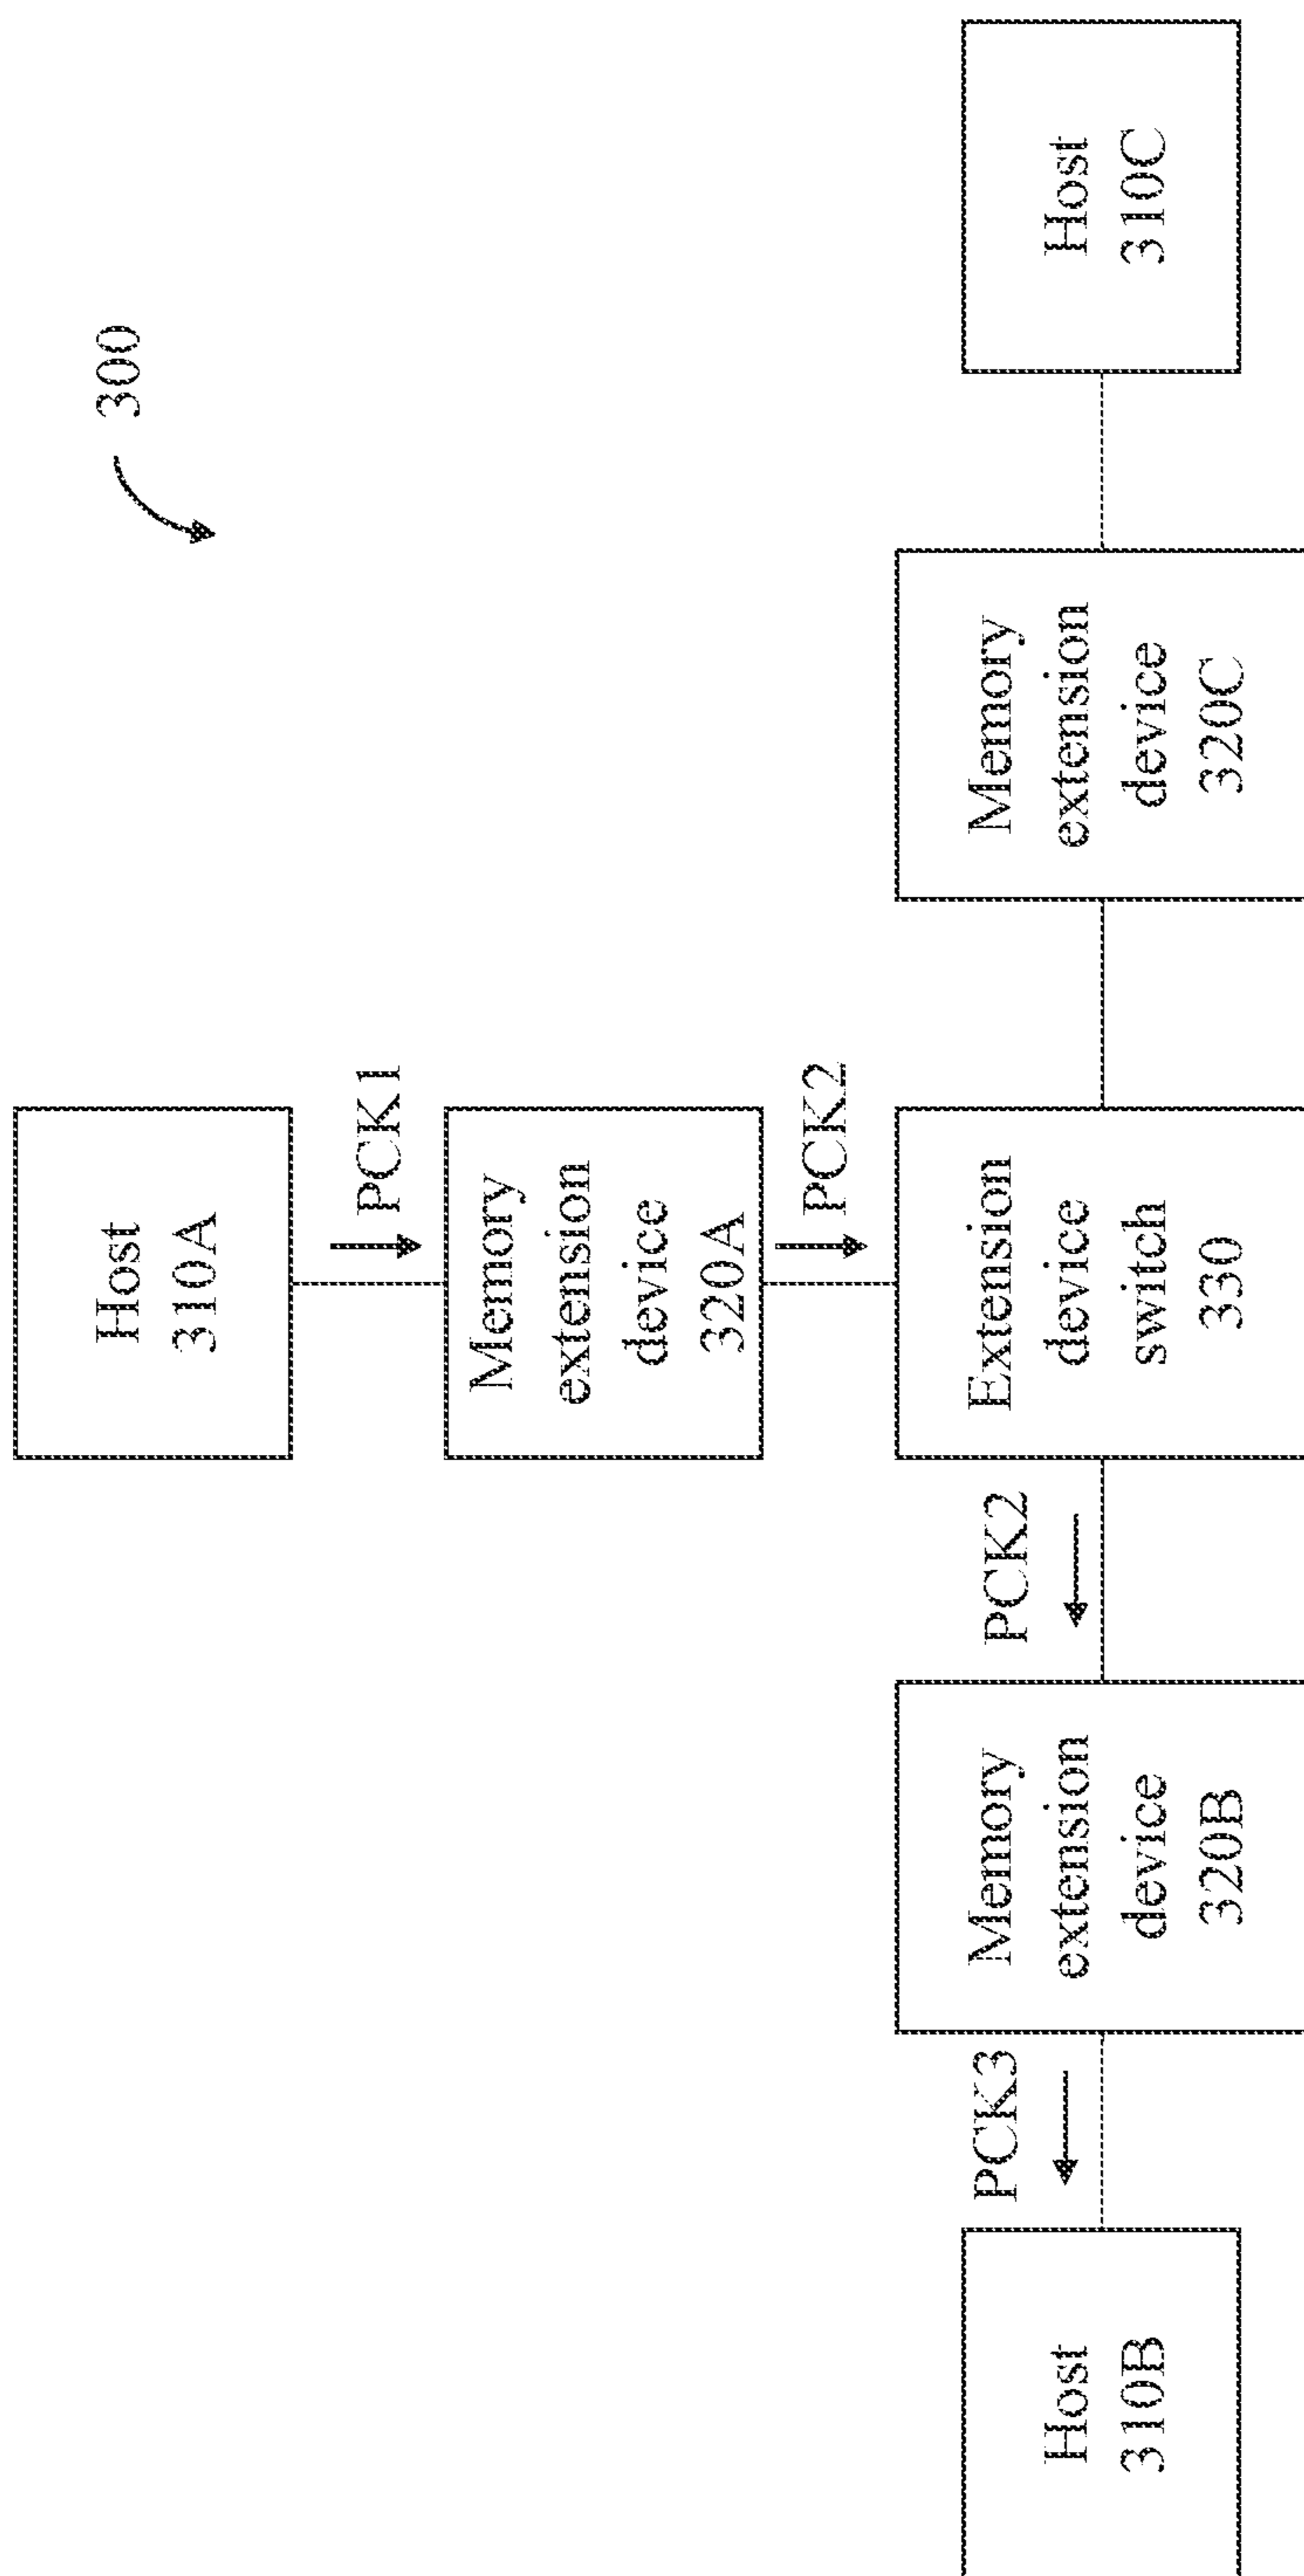 300
Host
310A
PCK1
Memory
extension
device
320A
PCK2
Host
310B
PCK3
Memory
extension
device
320B
PCK2
Extension
device
switch
330
Memory
extension
device
320C
Host
310C